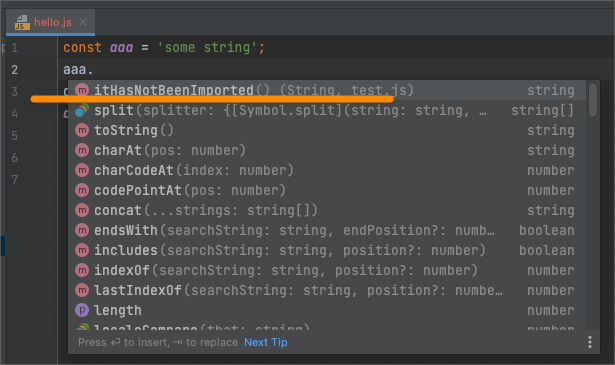 hello.js
1 const aaa = 'some string';
2 aaa.
3
4
5
6
7
m itHasNotBeenImported() (String, test.js) string
split(splitter: {[Symbol.split](string: string, … string[]
m toString() string
m charAt(pos: number) string
m charCodeAt(index: number) number
m codePointAt(pos: number) number
m concat(...strings: string[]) string
m endsWith(searchString: string, endPosition?: numb… boolean
m includes(searchString: string, position?: number) boolean
m indexOf(searchString: string, position?: number) number
m lastIndexOf(searchString: string, position?: numbe… number
p length number
localeCompare(that: string) number
Press ⏎ to insert, ⇥ to replace Next Tip